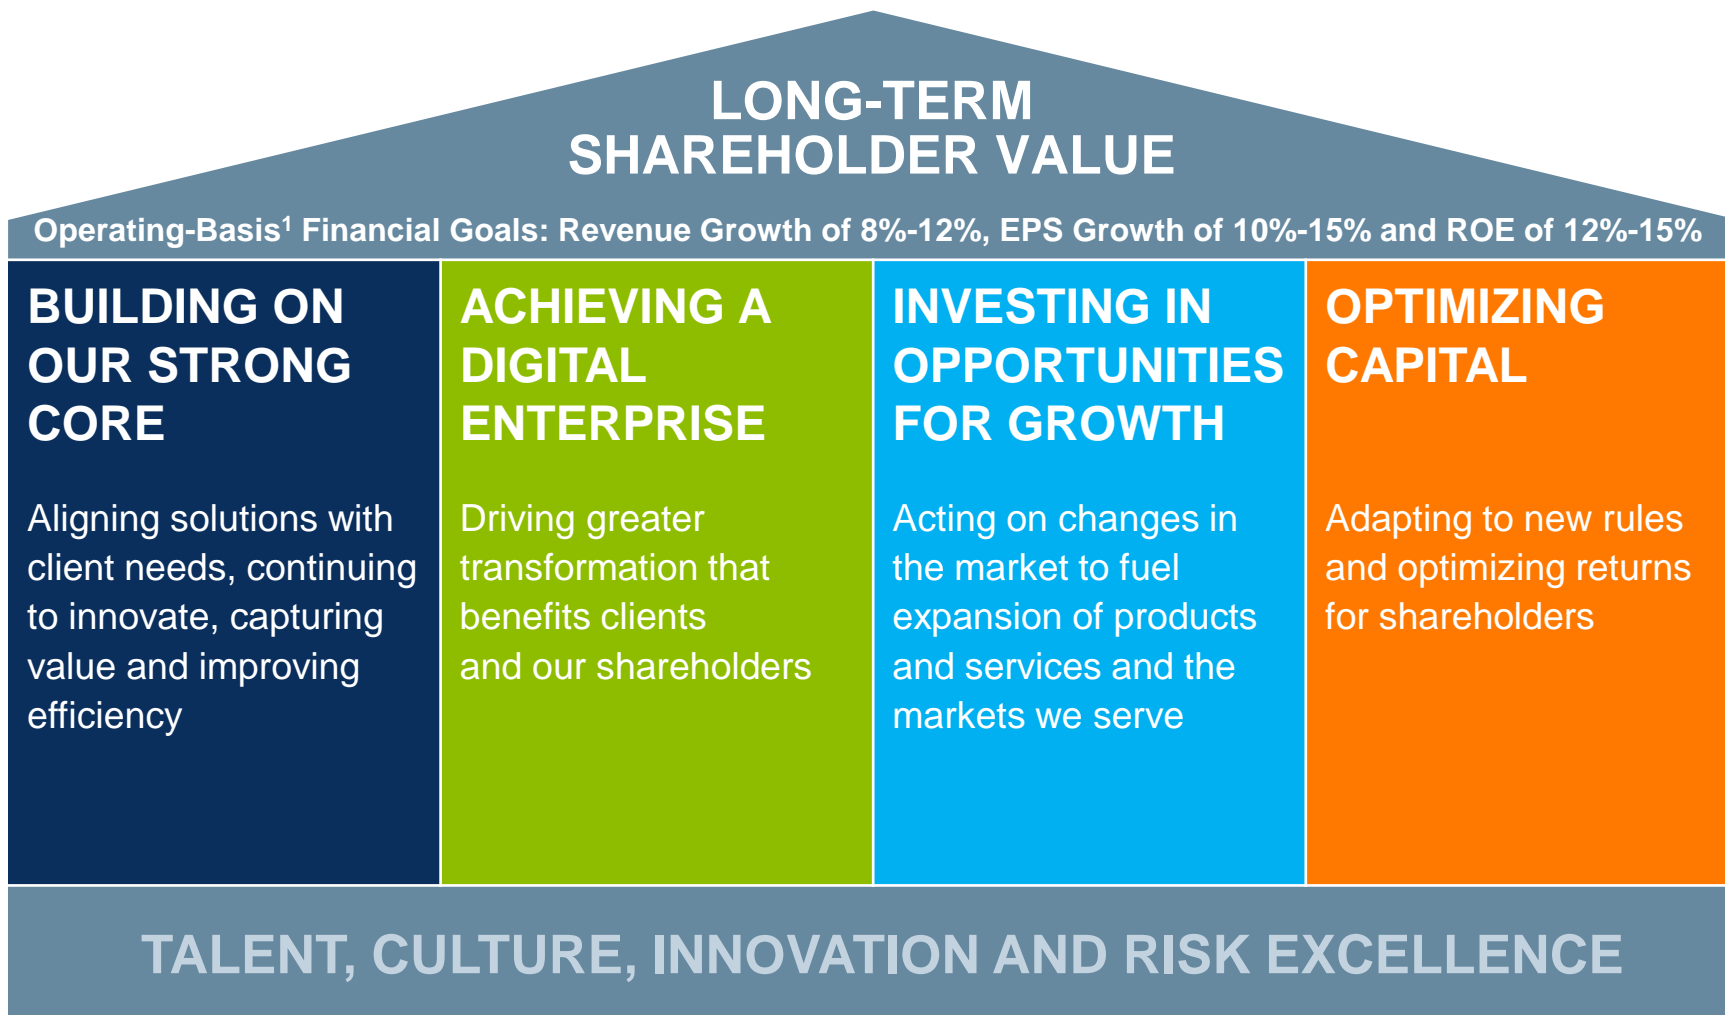 LONG-TERM
SHAREHOLDER VALUE
Operating-Basis¹ Financial Goals: Revenue Growth of 8%-12%, EPS Growth of 10%-15% and ROE of 12%-15%
BUILDING ON
OUR STRONG
CORE
Aligning solutions with
client needs, continuing
to innovate, capturing
value and improving
efficiency
ACHIEVING A
DIGITAL
ENTERPRISE
Driving greater
transformation that
benefits clients
and our shareholders
INVESTING IN
OPPORTUNITIES
FOR GROWTH
Acting on changes in
the market to fuel
expansion of products
and services and the
markets we serve
OPTIMIZING
CAPITAL
Adapting to new rules
and optimizing returns
for shareholders
TALENT, CULTURE, INNOVATION AND RISK EXCELLENCE